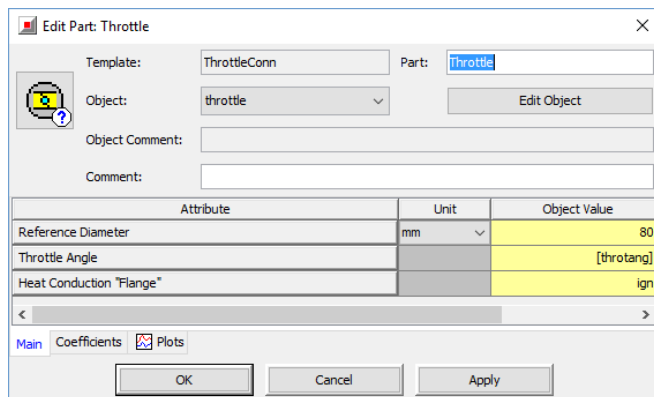 Edit Part: Throttle
Template: ThrottleConn Part: Throttle
Object: throttle Edit Object
Object Comment:
Comment:
Attribute Unit Object Value
Reference Diameter mm 80
Throttle Angle [throtang]
Heat Conduction "Flange" ign
Main Coefficients Plots
OK Cancel Apply